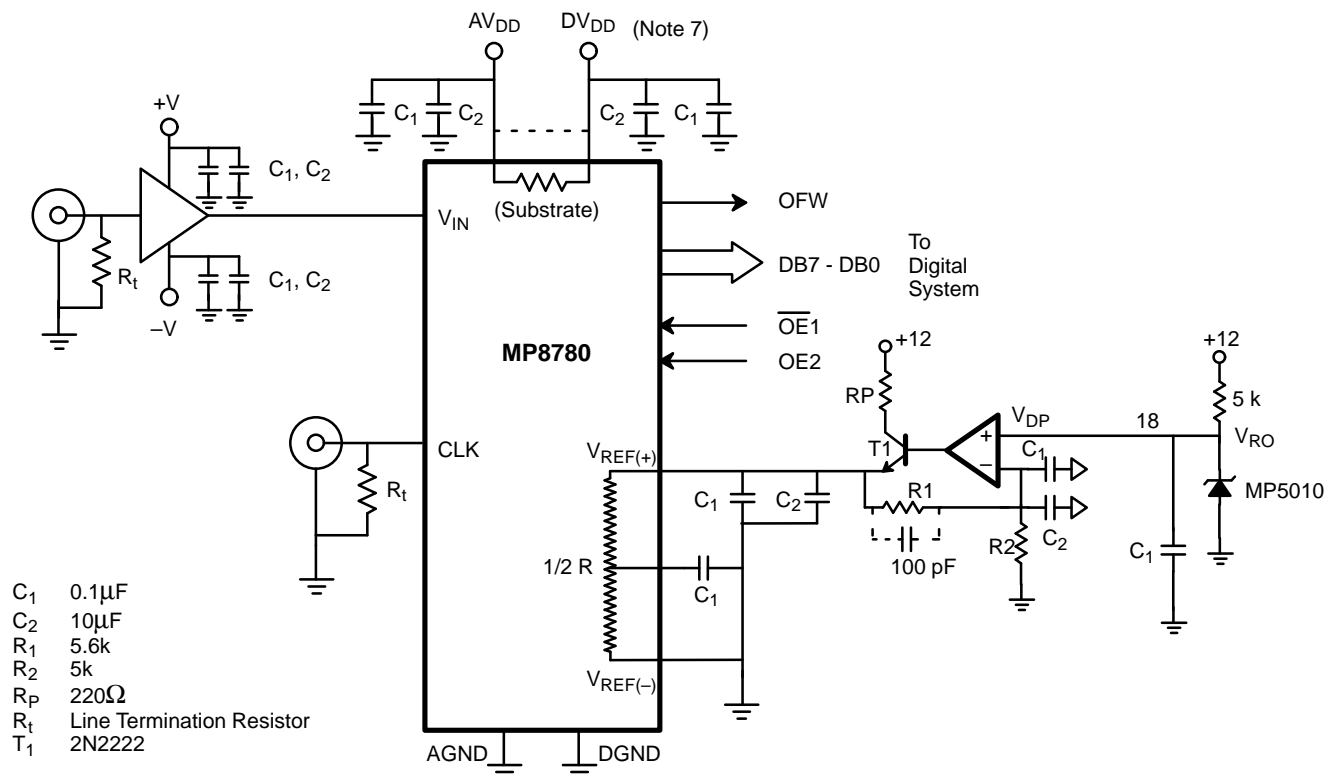 AVDD DVDD (Note 7)
+V
C1 C2 C2 C1
C1, C2
(Substrate)
OFW
VIN
Rt
C1, C2
DB7 - DB0
To
Digital
System
–V
OE1
MP8780
OE2
+12
+12
RP
5 k
VDP
18
+
VRO
CLK
VREF(+)
T1
–
C1
Rt
C1
C2
R1
MP5010
R2
C2
C1
100 pF
1/2 R
C1
VREF(–)
C1 0.1µF
C2 10µF
R1 5.6k
R2 5k
RP 220Ω
Rt Line Termination Resistor
T1 2N2222
AGND DGND